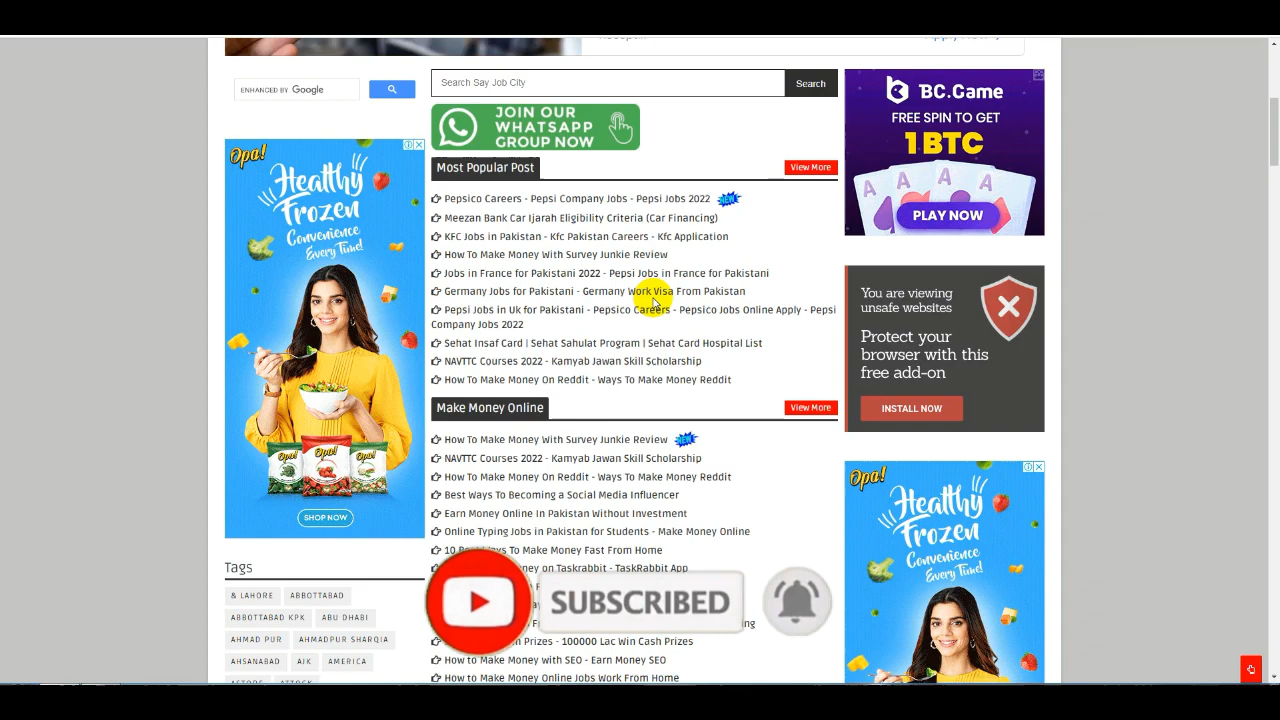 ENHANCED BY Google
Search Say Job City
Search
JOIN OUR
WHATSAPP
GROUP NOW
Most Popular Post
View More
Pepsico Careers - Pepsi Company Jobs - Pepsi Jobs 2022 NEW
Meezan Bank Car Ijarah Eligibility Criteria (Car Financing)
KFC Jobs in Pakistan - Kfc Pakistan Careers - Kfc Application
How To Make Money With Survey Junkie Review
Jobs in France for Pakistani 2022 - Pepsi Jobs in France for Pakistani
Germany Jobs for Pakistani - Germany Work Visa From Pakistan
Pepsi Jobs in Uk for Pakistani - Pepsico Careers - Pepsico Jobs Online Apply - Pepsi
Company Jobs 2022
Sehat Insaf Card | Sehat Sahulat Program | Sehat Card Hospital List
NAVTTC Courses 2022 - Kamyab Jawan Skill Scholarship
How To Make Money On Reddit - Ways To Make Money Reddit
Make Money Online
View More
How To Make Money With Survey Junkie Review NEW
NAVTTC Courses 2022 - Kamyab Jawan Skill Scholarship
How To Make Money On Reddit - Ways To Make Money Reddit
Best Ways To Becoming a Social Media Influencer
Earn Money Online In Pakistan Without Investment
Online Typing Jobs in Pakistan for Students - Make Money Online
10 To Make Money Fast From Home
on Taskrabbit - TaskRabbit App
SUBSCRIBED
Prizes - 100000 Lac Win Cash Prizes
How to Make Money with SEO - Earn Money SEO
How to Make Money Online Jobs Work From Home
Opa!
Healthy
Frozen
Convenience
Every Time!
Opa!
Opa!
Opa!
SHOP NOW
Tags
& LAHORE
ABBOTTABAD
ABBOTTABAD KPK
ABU DHABI
AHMAD PUR
AHMADPUR SHARQIA
AHSANABAD
AJK
AMERICA
BC.Game
FREE SPIN TO GET
1 BTC
A A A A
PLAY NOW
You are viewing
unsafe websites
Protect your
browser with this
free add-on
INSTALL NOW
Opa!
Healthy
Frozen
Convenience
Every Time!